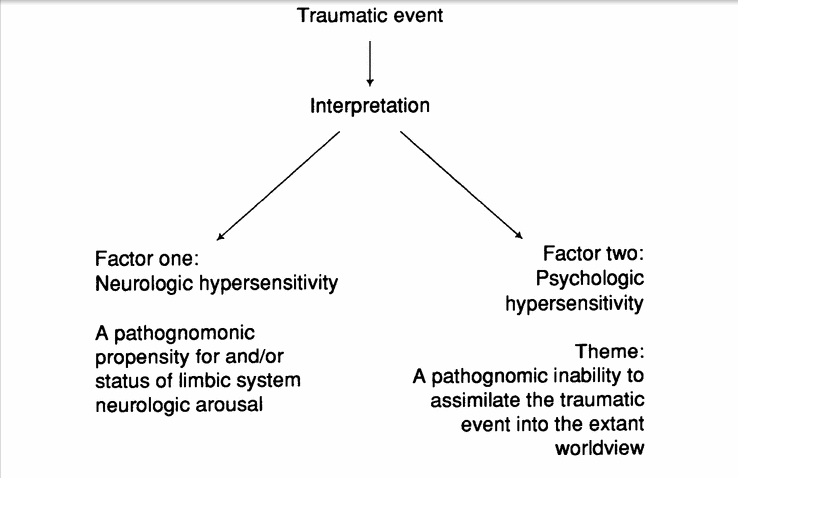 Traumatic event
Interpretation
Factor one:
Neurologic hypersensitivity
A pathognomonic
propensity for and/or
status of limbic system
neurologic arousal
Factor two:
Psychologic
hypersensitivity
Theme:
A pathognomic inability to
assimilate the traumatic
event into the extant
worldview